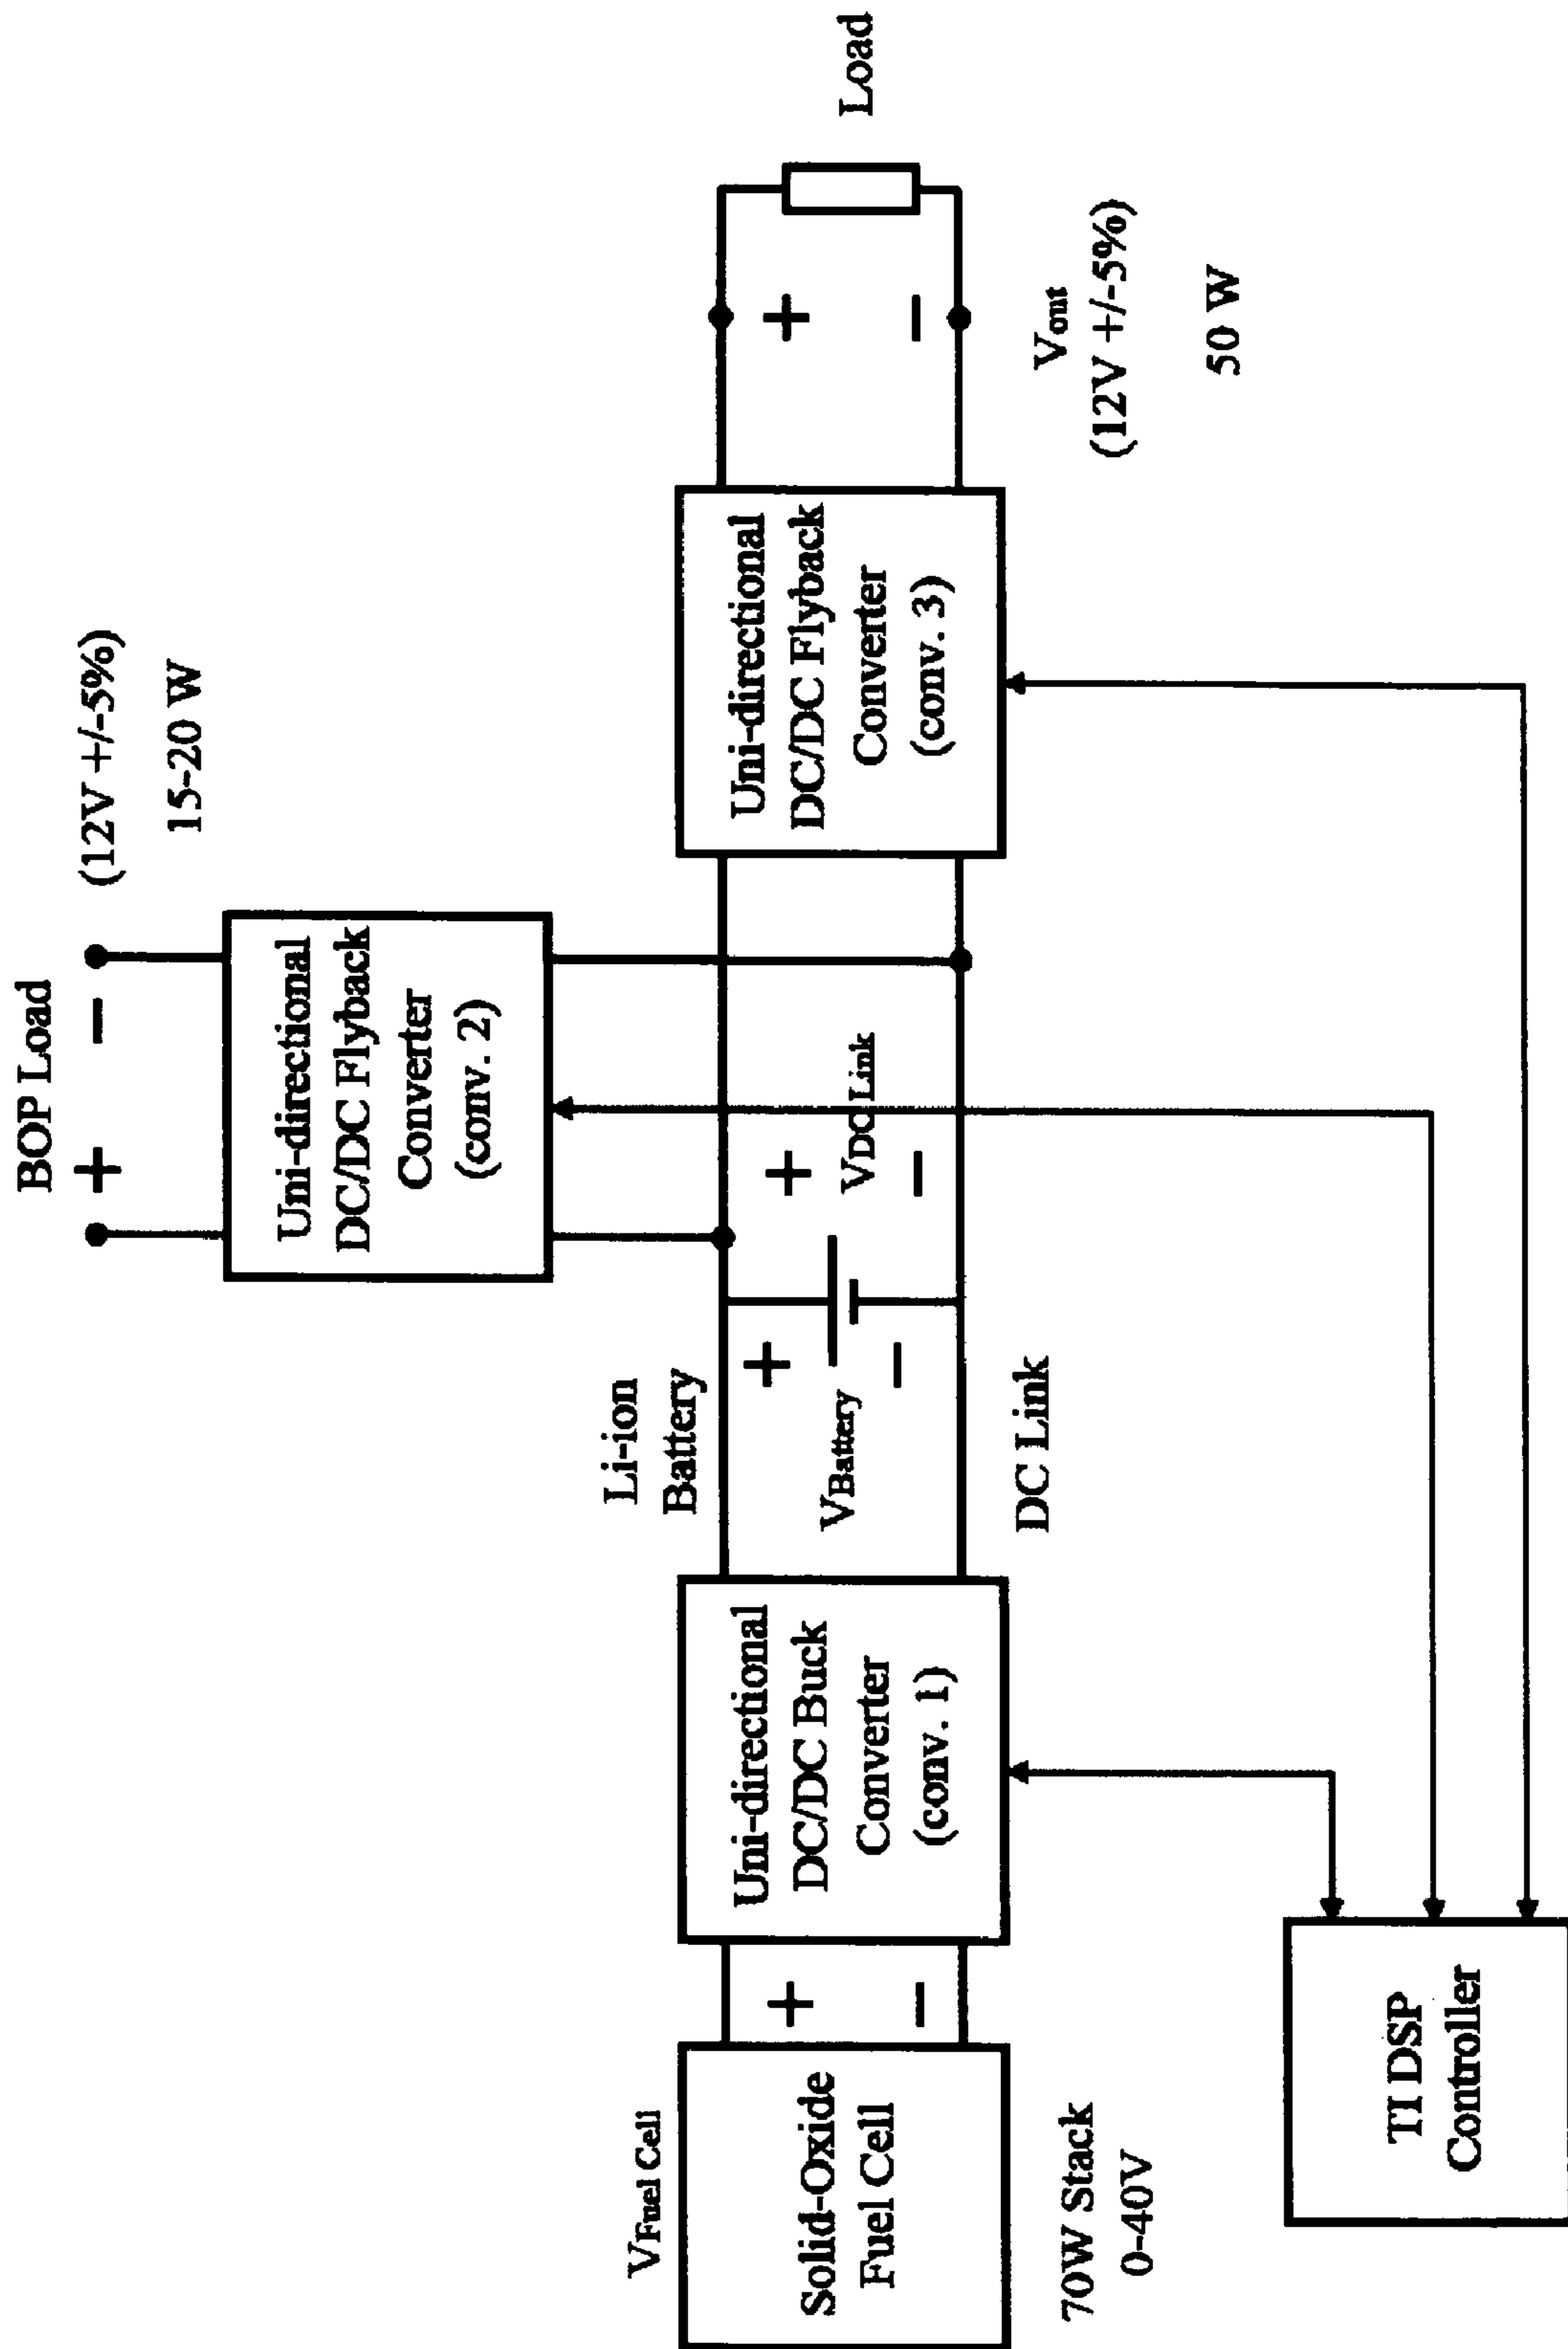 BOP Load
+ −
(12V +/-5%)
15-20 W
Uni-directional
DC/DC Flyback
Converter
(conv. 2)
Li-ion
Battery
VFuel Cell
Solid-Oxide
Fuel Cell
+
−
70W Stack
0-40V
Uni-directional
DC/DC Buck
Converter
(conv. 1)
+
VBattery
−
DC Link
+
VDC Link
−
Uni-directional
DC/DC Flyback
Converter
(conv. 3)
+
−
Load
Vout
(12V +/-5%)
50 W
TI DSP
Controller